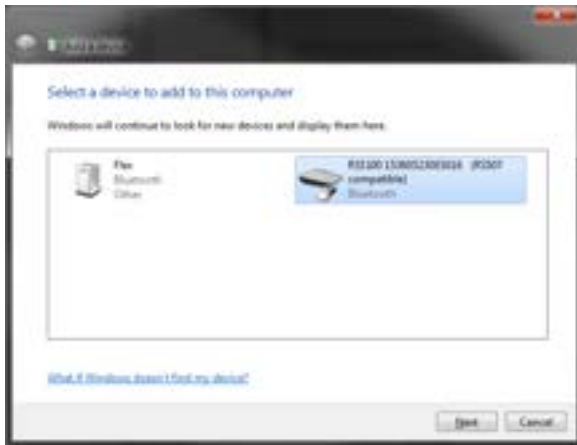 Select a device to add to this computer
Windows will continue to look for new devices and display them here.
Flex
Bluetooth
Other
compatible)
Bluetooth
What if Windows doesn't find my device?
Next
Cancel